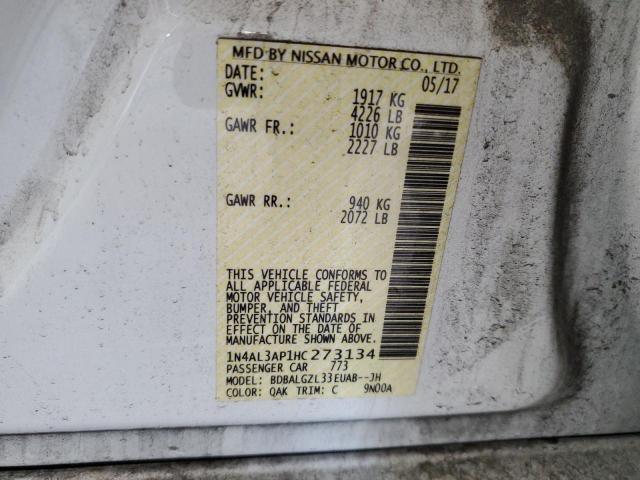 MFD BY NISSAN MOTOR CO., LTD.
DATE: 05/17
GVWR: 1917 KG
4226 LB
GAWR FR.: 1010 KG
2227 LB
GAWR RR.: 940 KG
2072 LB
THIS VEHICLE CONFORMS TO
ALL APPLICABLE FEDERAL
MOTOR VEHICLE SAFETY,
BUMPER, AND THEFT
PREVENTION STANDARDS IN
EFFECT ON THE DATE OF
MANUFACTURE SHOWN ABOVE.
1N4AL3AP1HC273134
PASSENGER CAR 773
MODEL: BDBALGZL33EUAB--JH
COLOR: QAK TRIM: C 9N00A